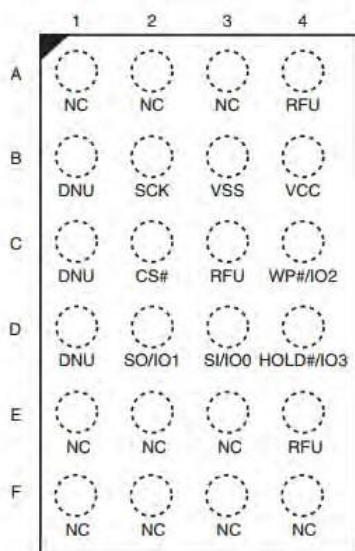 1 2 3 4
A
NC NC NC RFU
B
DNU SCK VSS VCC
C
DNU CS# RFU WP#/IO2
D
DNU SO/IO1 SI/IO0 HOLD#/IO3
E
NC NC NC RFU
F
NC NC NC NC